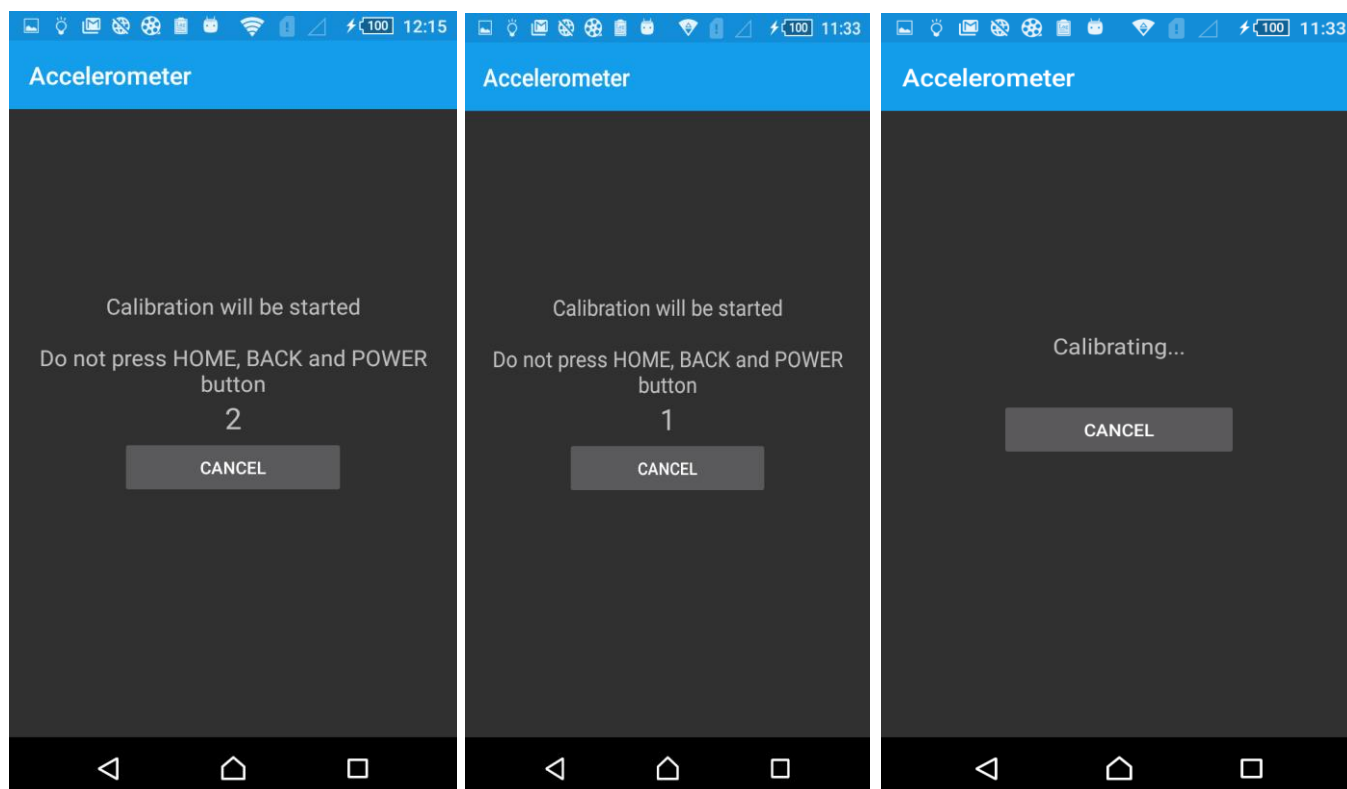 100 12:15
Accelerometer
Calibration will be started
Do not press HOME, BACK and POWER
button
2
CANCEL
100 11:33
Accelerometer
Calibration will be started
Do not press HOME, BACK and POWER
button
1
CANCEL
100 11:33
Accelerometer
Calibrating...
CANCEL